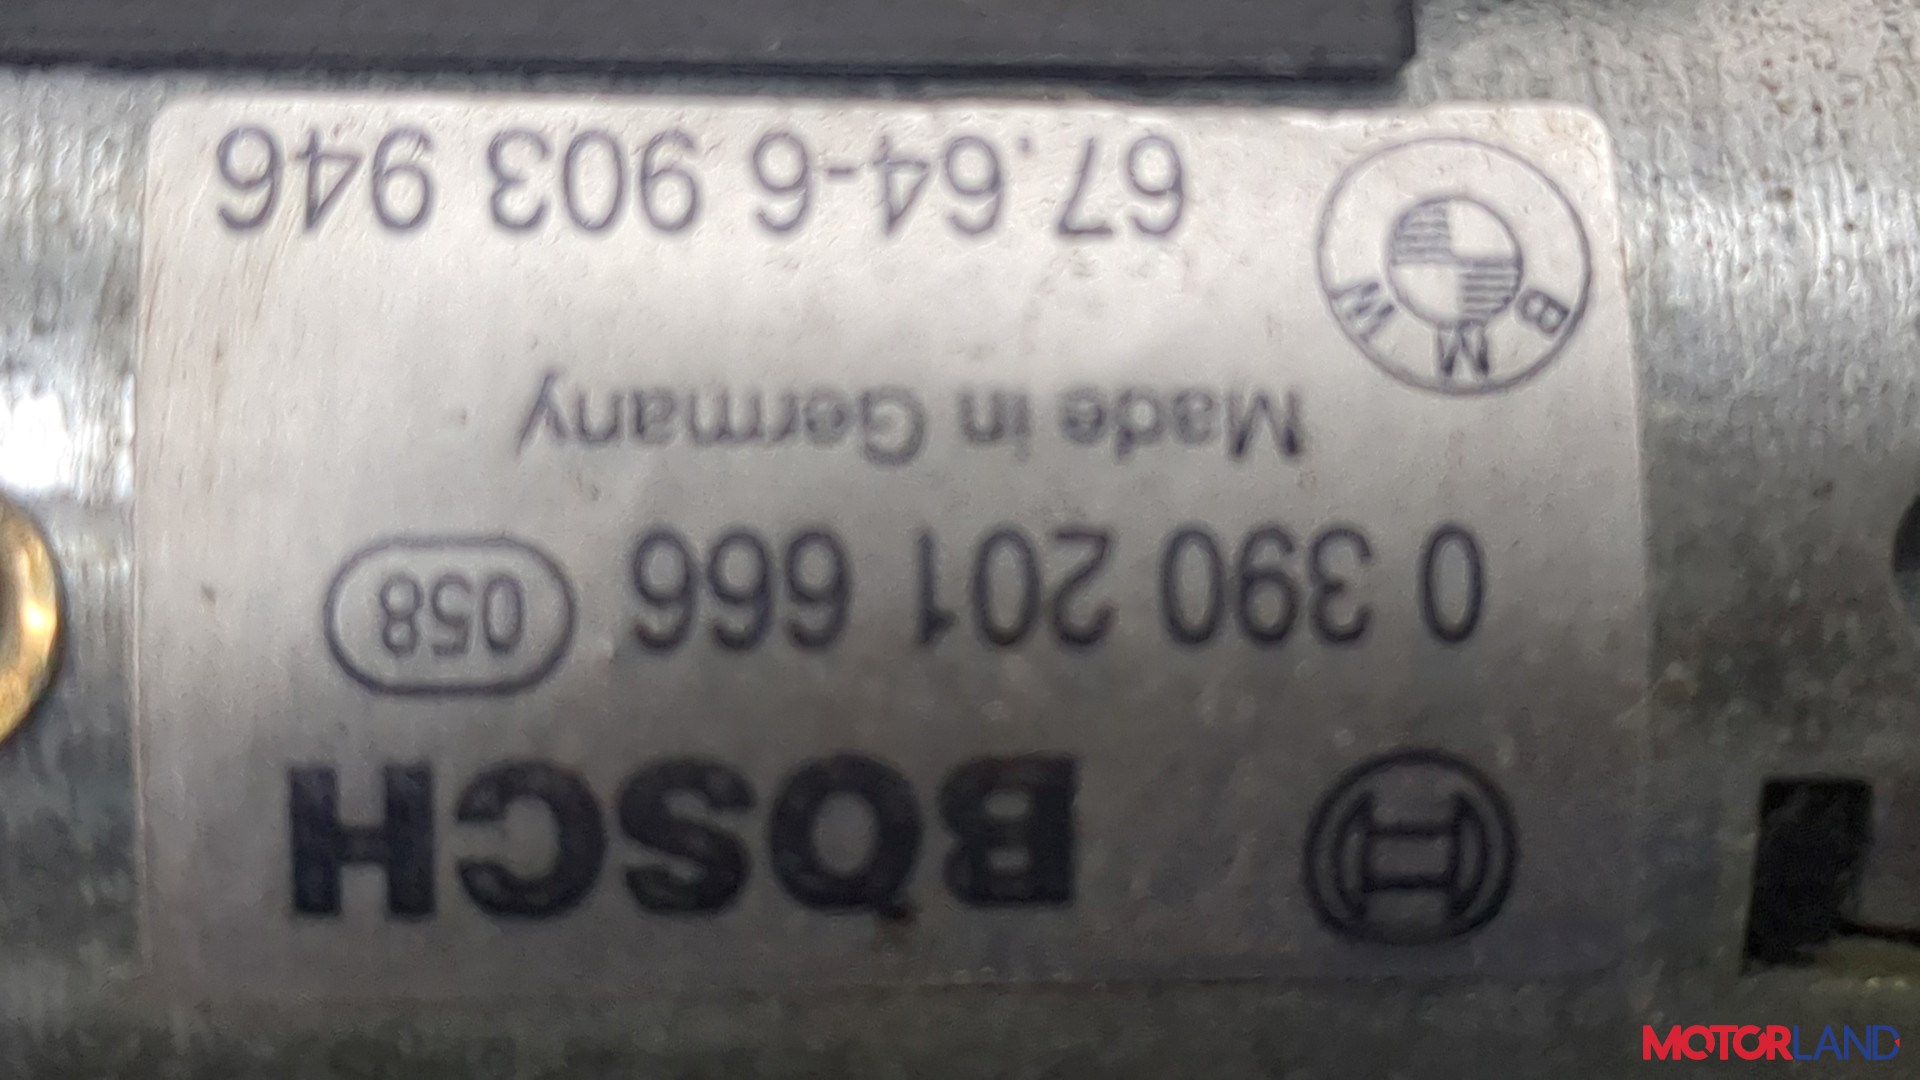 BOSCH
0 390 201 666 058
Made in Germany
BMW 67.64-6 903 946
MOTORLAND